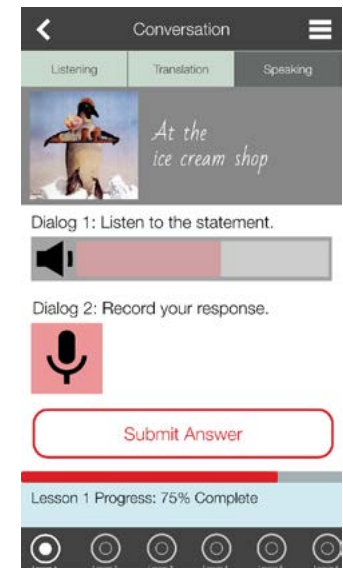 Conversation
Listening Translation Speaking
At the
ice cream shop
Dialog 1: Listen to the statement.
Dialog 2: Record your response.
Submit Answer
Lesson 1 Progress: 75% Complete